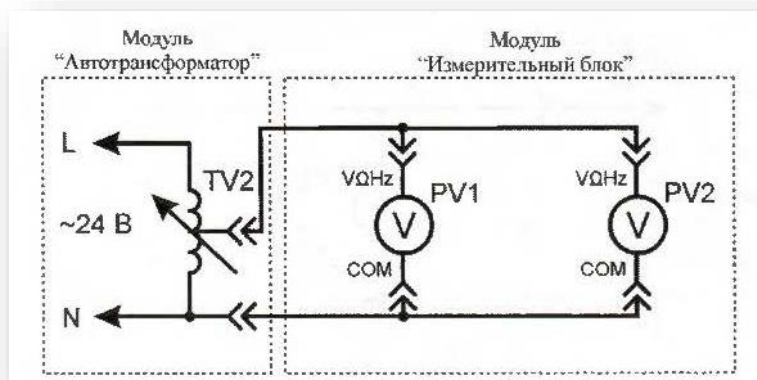 Модуль
“Автотрансформатор”
Модуль
“Измерительный блок”
L
TV2
~24 В
N
VΩHz
PV1
V
COM
VΩHz
PV2
V
COM